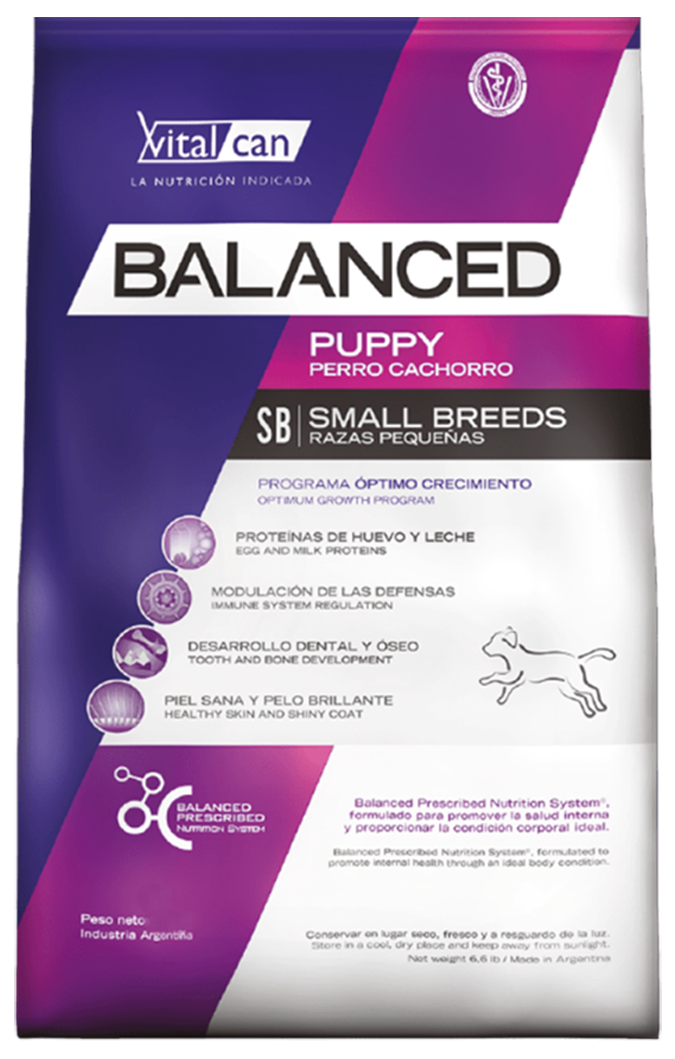 Vital can
LA NUTRICIÓN INDICADA
BALANCED
PUPPY
PERRO CACHORRO
SB SMALL BREEDS
RAZAS PEQUEÑAS
PROGRAMA ÓPTIMO CRECIMIENTO
OPTIMUM GROWTH PROGRAM
PROTEÍNAS DE HUEVO Y LECHE
EGG AND MILK PROTEINS
MODULACIÓN DE LAS DEFENSAS
IMMUNE SYSTEM REGULATION
DESARROLLO DENTAL Y ÓSEO
TOOTH AND BONE DEVELOPMENT
PIEL SANA Y PELO BRILLANTE
HEALTHY SKIN AND SHINY COAT
BALANCED
PRESCRIBED
NUTRITION SYSTEM
Balanced Prescribed Nutrition System®,
formulado para promover la salud interna
y proporcionar la condición corporal ideal.
Balanced Prescribed Nutrition System®, formulated to
promote internal health through an ideal body condition.
Peso neto:
Industria Argentina
Conservar en lugar seco, fresco y a resguardo de la luz.
Store in a cool, dry place and keep away from sunlight.
Net weight 6,6 lb / Made in Argentina